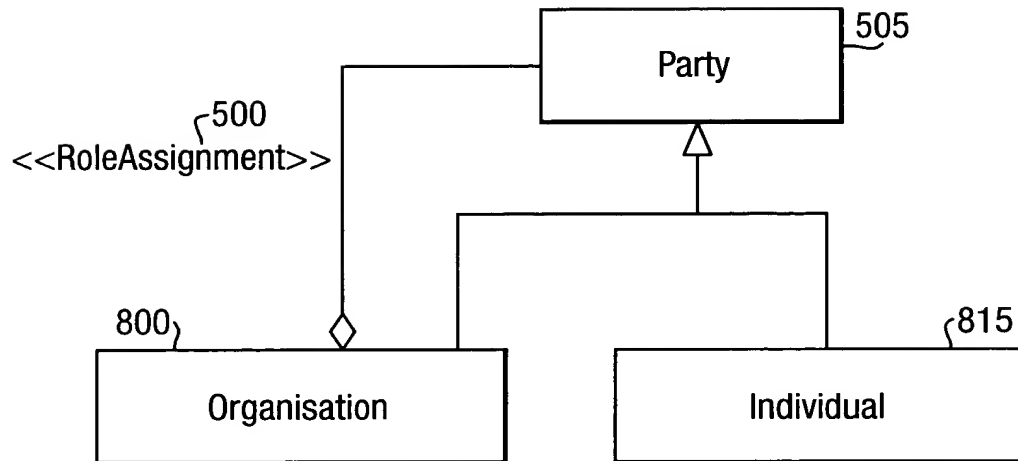 505
Party
500
<<RoleAssignment>>
800
815
Organisation
Individual